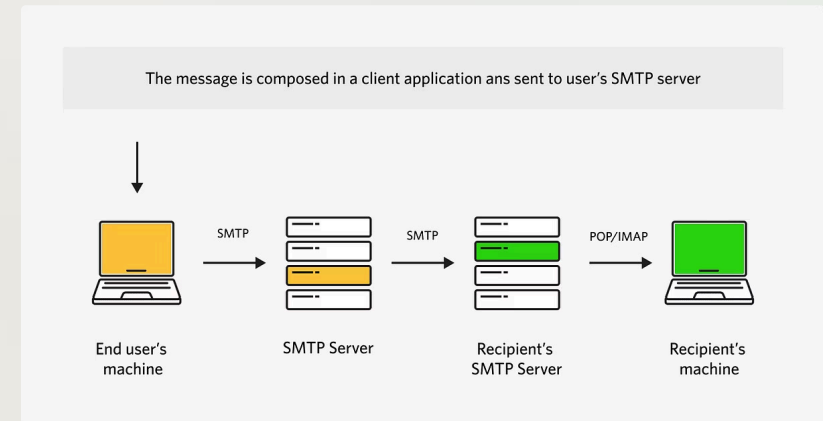 The message is composed in a client application ans sent to user's SMTP server
SMTP
SMTP
POP/IMAP
End user's
machine
SMTP Server
Recipient's
SMTP Server
Recipient's
machine